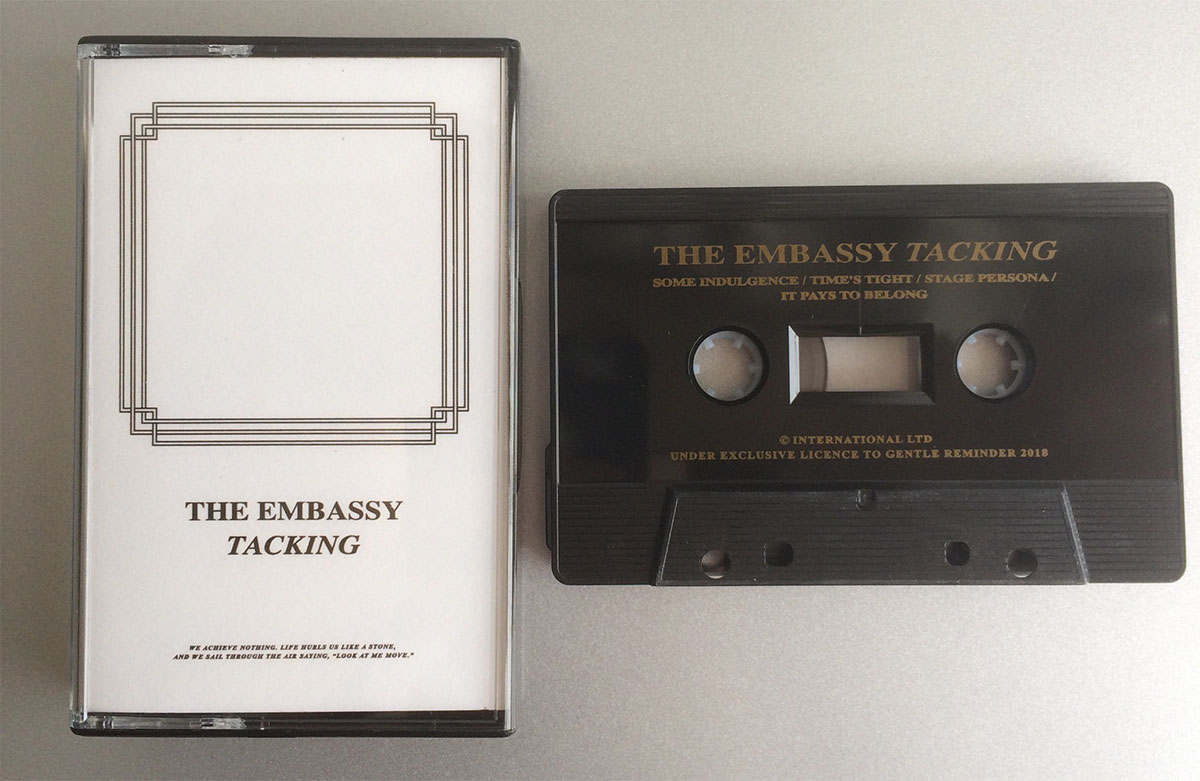 THE EMBASSY
TACKING
WE ACHIEVE NOTHING. LIFE HURLS US LIKE A STONE,
AND WE SAIL THROUGH THE AIR SAYING, "LOOK AT ME MOVE."
THE EMBASSY TACKING
SOME INDULGENCE / TIME'S TIGHT / STAGE PERSONA /
IT PAYS TO BELONG
© INTERNATIONAL LTD
UNDER EXCLUSIVE LICENCE TO GENTLE REMINDER 2018